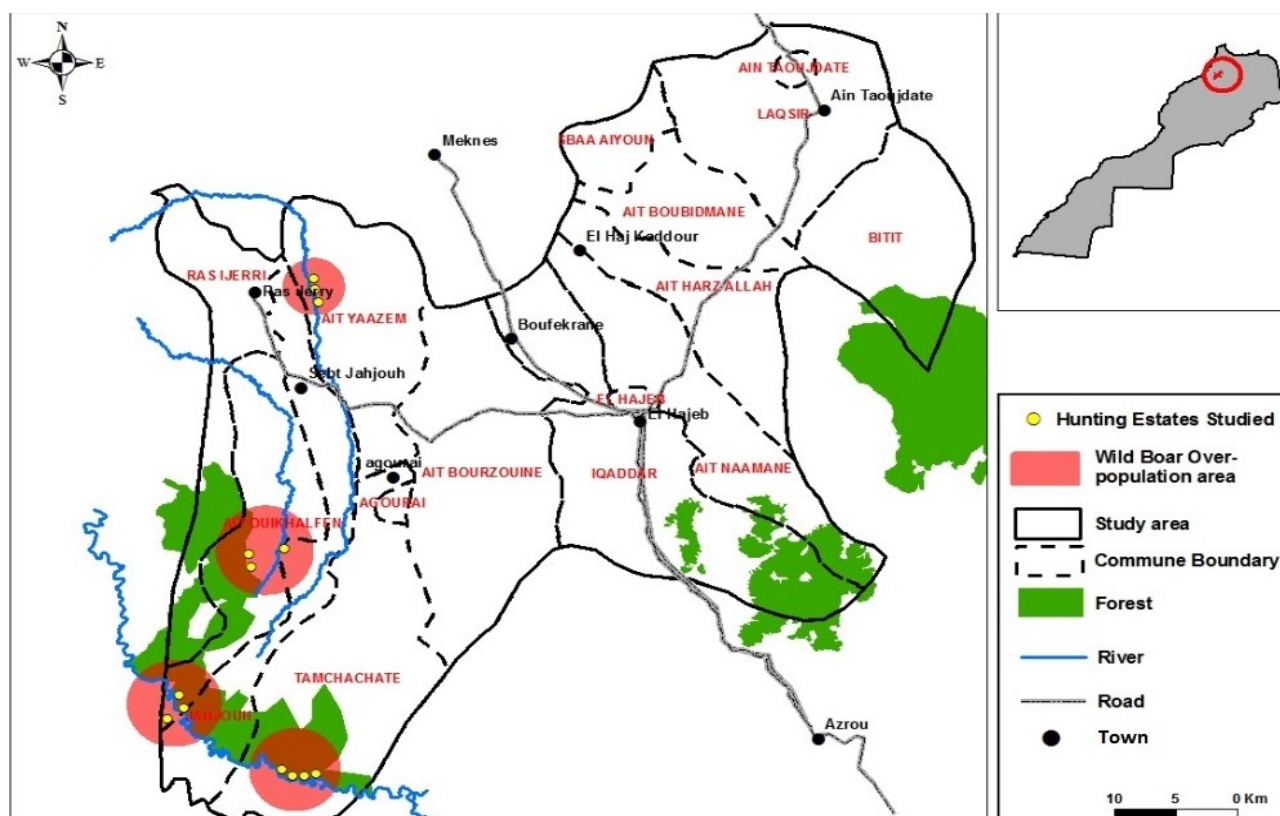 N
W E
S
AIN TAOUJDATE
Ain Taoujdate
LAQSIR
Meknes
SBAA AIYOUN
AIT BOUBIDMANE
BITIT
El Haj Kaddour
RAS IJERRI
AIT HARZ'ALLAH
Ras Jerry
AIT YAAZEM
Boufekrane
Sebt Jahjouh
EL HAJEB
El Hajeb
agourai
AIT BOURZOUINE
IQADDAR
AIT NAAMANE
AGOURAI
AIT OUIKHALFEN
TAMCHACHATE
JAHJOUH
Azrou
Hunting Estates Studied
Wild Boar Over-
population area
Study area
Commune Boundary
Forest
River
Road
Town
10 5 0 Km